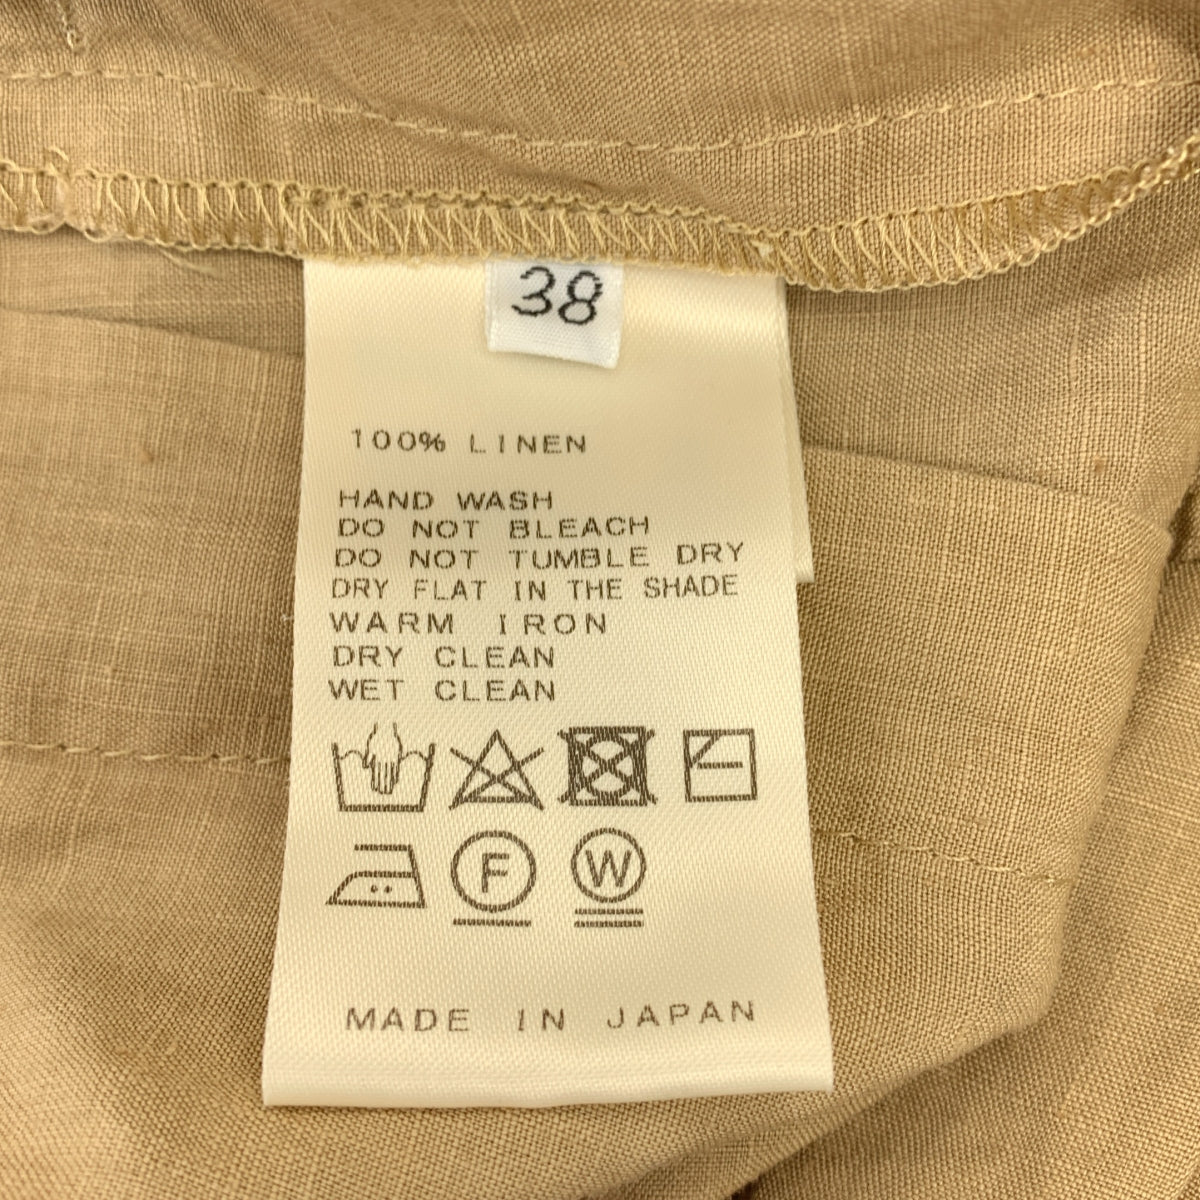 38
100% LINEN
HAND WASH
DO NOT BLEACH
DO NOT TUMBLE DRY
DRY FLAT IN THE SHADE
WARM IRON
DRY CLEAN
WET CLEAN
F W
MADE IN JAPAN